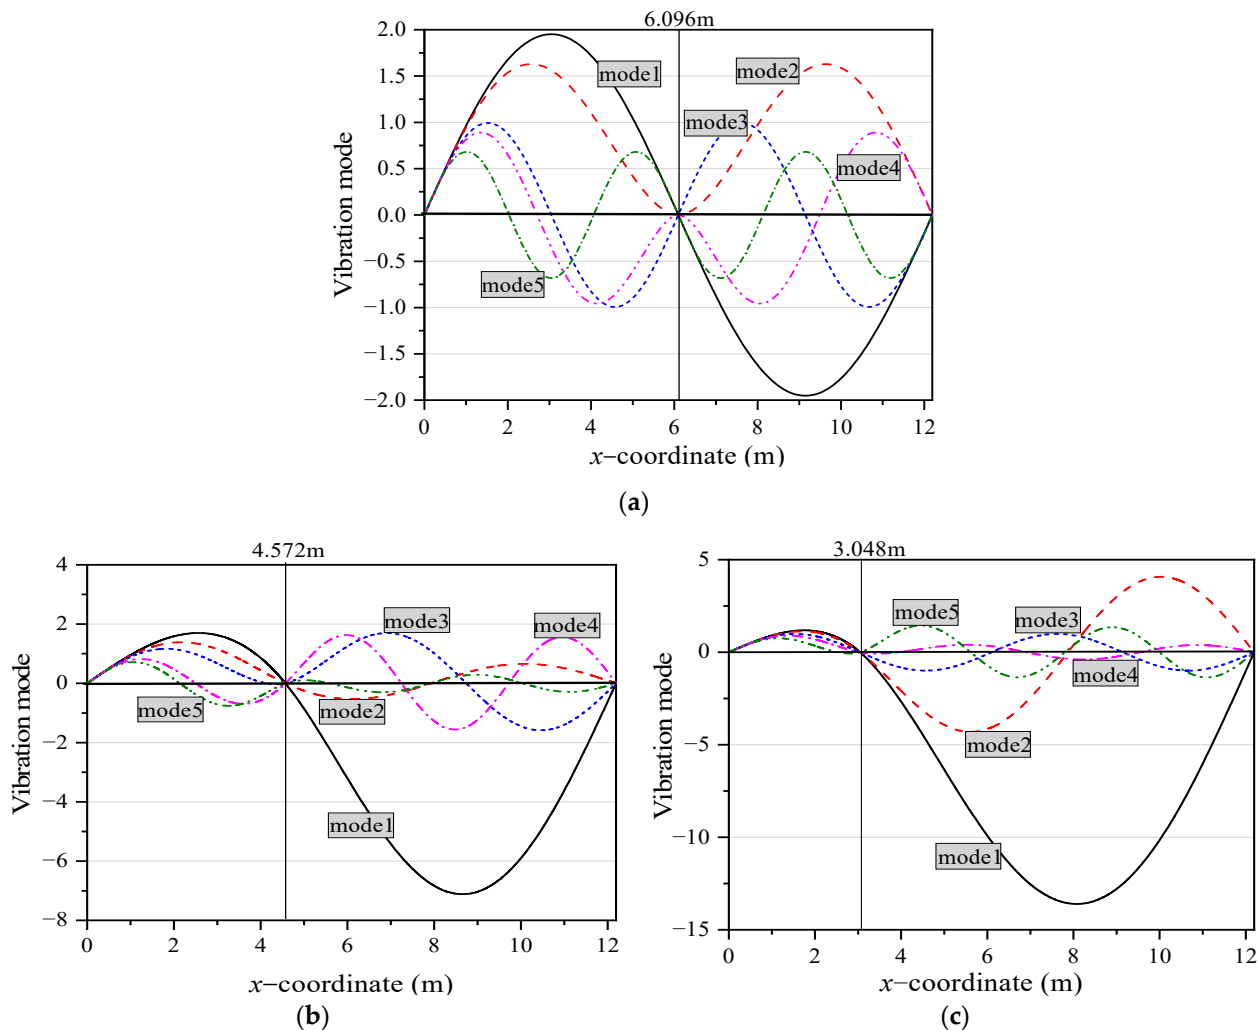 6.096m
2.0
1.5
1.0
0.5
0.0
−0.5
−1.0
−1.5
−2.0
Vibration mode
mode1
mode2
mode3
mode4
mode5
0 2 4 6 8 10 12
x−coordinate (m)
(a)
4.572m
4
2
0
−2
−4
−6
−8
Vibration mode
mode3
mode4
mode5
mode2
mode1
0 2 4 6 8 10 12
x−coordinate (m)
(b)
3.048m
5
0
−5
−10
−15
Vibration mode
mode5
mode3
mode4
mode2
mode1
0 2 4 6 8 10 12
x−coordinate (m)
(c)